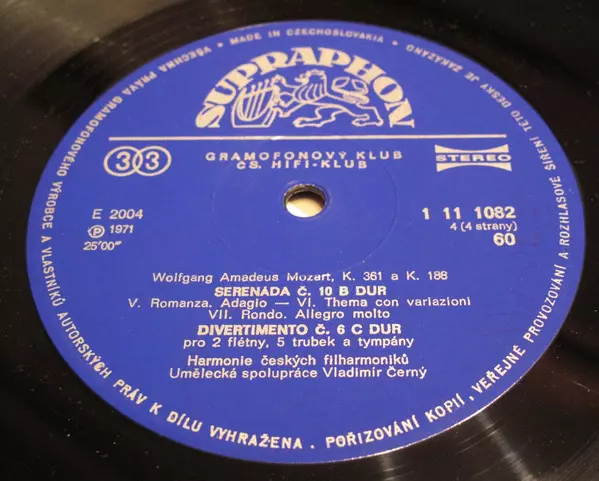 MADE IN CZECHOSLOVAKIA • VŠECHNA PRÁVA GRAMOFONOVÉHO VÝROBCE A VLASTNÍKŮ AUTORSKÝCH PRÁV K DÍLU VYHRAŽENA. POŘIZOVÁNÍ KOPIÍ, VEŘEJNÉ PROVOZOVÁNÍ A ROZHLASOVÉ ŠÍŘENÍ TÉTO DESKY JE ZAKÁZÁNO
SUPRAPHON
33
GRAMOFONOVÝ KLUB
ČS. HIFI-KLUB
STEREO
E 2004
Ⓟ 1971
25'00"
1 11 1082
4 (4 strany)
60
Wolfgang Amadeus Mozart, K. 361 a K. 188
SERENÁDA Č. 10 B DUR
V. Romanza. Adagio — VI. Thema con variazioni
VII. Rondo. Allegro molto
DIVERTIMENTO Č. 6 C DUR
pro 2 flétny, 5 trubek a tympány
Harmonie českých filharmoniků
Umělecká spolupráce Vladimír Černý